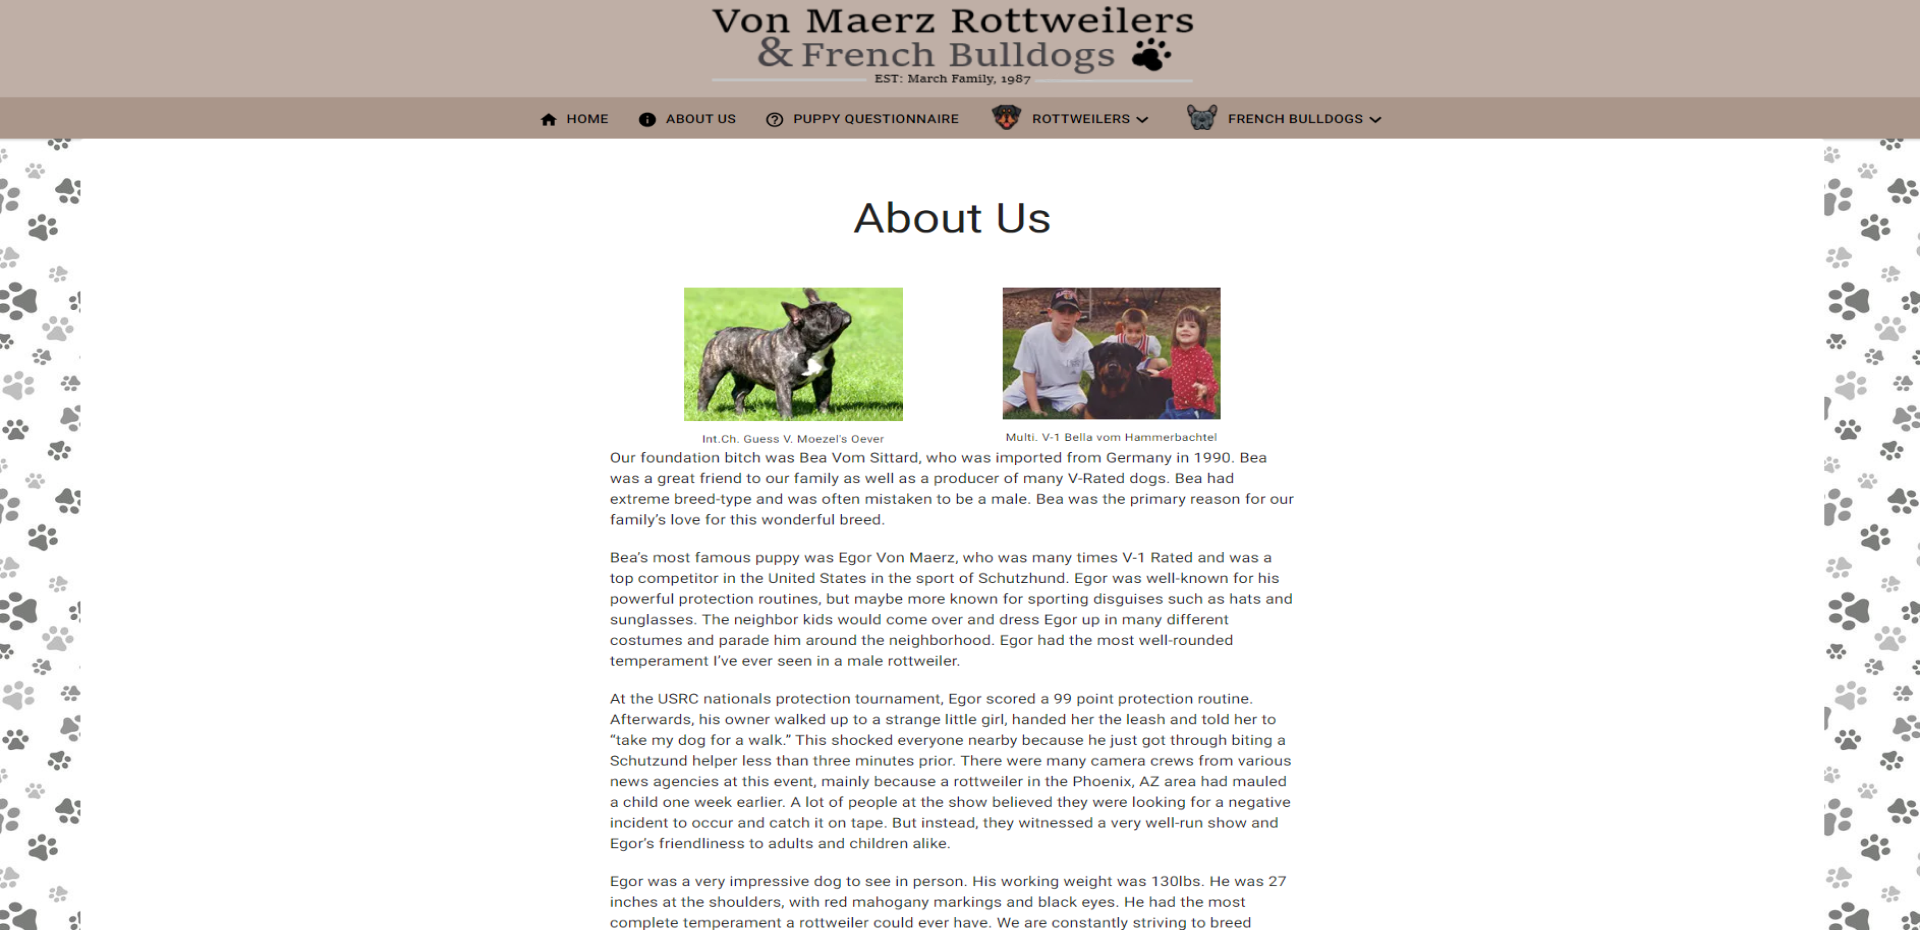 Von Maerz Rottweilers
& French Bulldogs
EST: March Family, 1987
HOME ABOUT US PUPPY QUESTIONNAIRE ROTTWEILERS FRENCH BULLDOGS
About Us
Int.Ch. Guess V. Moezel's Oever
Multi. V-1 Bella vom Hammerbachtel
Our foundation bitch was Bea Vom Sittard, who was imported from Germany in 1990. Bea
was a great friend to our family as well as a producer of many V-Rated dogs. Bea had
extreme breed-type and was often mistaken to be a male. Bea was the primary reason for our
family’s love for this wonderful breed.
Bea’s most famous puppy was Egor Von Maerz, who was many times V-1 Rated and was a
top competitor in the United States in the sport of Schutzhund. Egor was well-known for his
powerful protection routines, but maybe more known for sporting disguises such as hats and
sunglasses. The neighbor kids would come over and dress Egor up in many different
costumes and parade him around the neighborhood. Egor had the most well-rounded
temperament I’ve ever seen in a male rottweiler.
At the USRC nationals protection tournament, Egor scored a 99 point protection routine.
Afterwards, his owner walked up to a strange little girl, handed her the leash and told her to
“take my dog for a walk.” This shocked everyone nearby because he just got through biting a
Schutzund helper less than three minutes prior. There were many camera crews from various
news agencies at this event, mainly because a rottweiler in the Phoenix, AZ area had mauled
a child one week earlier. A lot of people at the show believed they were looking for a negative
incident to occur and catch it on tape. But instead, they witnessed a very well-run show and
Egor’s friendliness to adults and children alike.
Egor was a very impressive dog to see in person. His working weight was 130lbs. He was 27
inches at the shoulders, with red mahogany markings and black eyes. He had the most
complete temperament a rottweiler could ever have. We are constantly striving to breed